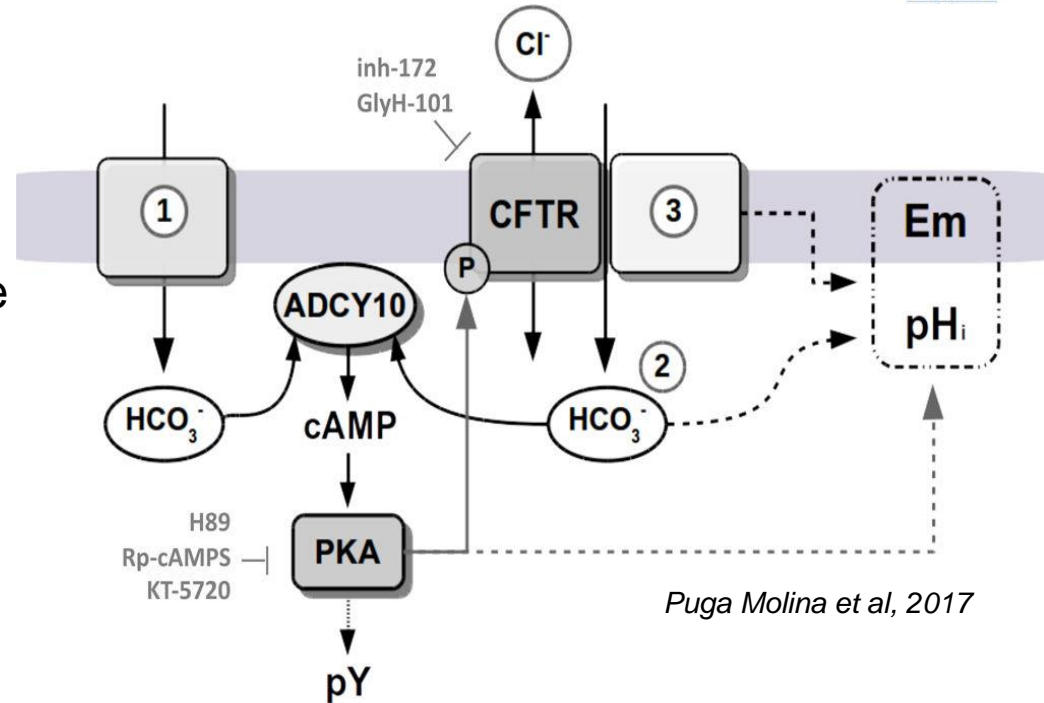 Cl-
inh-172
GlyH-101
1
CFTR
3
Em
pHi
P
e
ADCY10
2
HCO3-
cAMP
HCO3-
H89
Rp-cAMPS
KT-5720
PKA
Puga Molina et al, 2017
pY